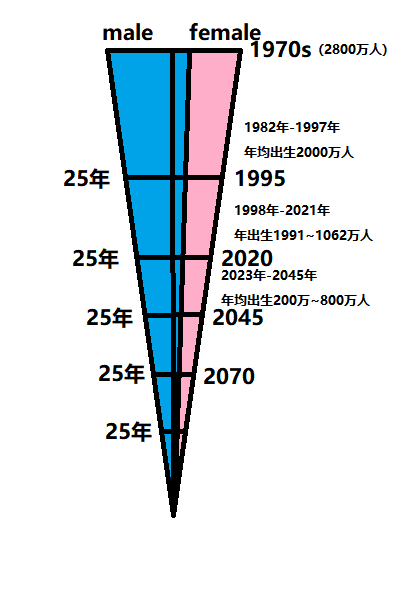 male female
1970s (2800万人)
1982年-1997年
年均出生2000万人
25年 1995
1998年-2021年
年出生1991~1062万人
25年 2020
2023年-2045年
年均出生200万~800万人
25年 2045
25年 2070
25年